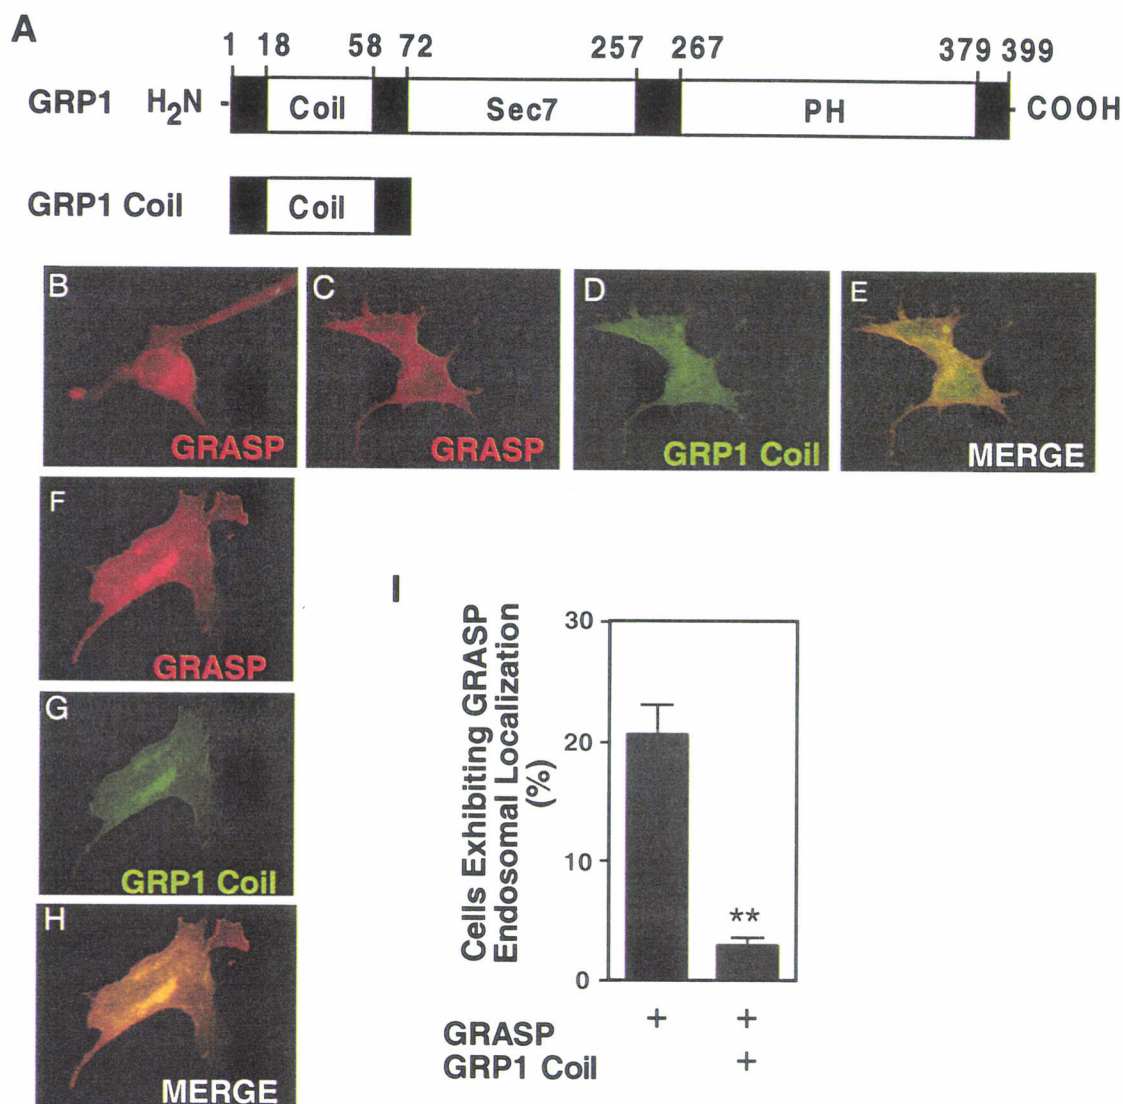 A
1 18 58 72 257 267 379 399
GRP1 H₂N Coil Sec7 PH COOH
GRP1 Coil Coil
B
GRASP
C
GRASP
D
GRP1 Coil
E
MERGE
F
GRASP
G
GRP1 Coil
H
MERGE
I
Cells Exhibiting GRASP
Endosomal Localization
(%)
30
20
10
0
**
GRASP + +
GRP1 Coil +